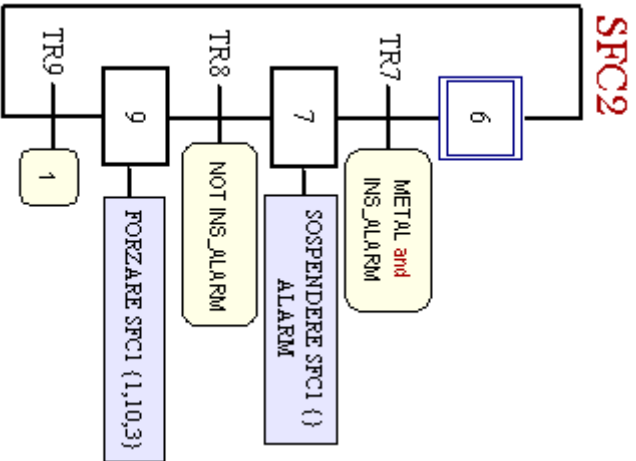 SFC2
6
TR7
METAL and
INS_ALARM
7
SOSPENDERE SFC1 {}
ALARM
TR8
NOT INS_ALARM
9
FORZARE SFC1 {1,10,3}
TR9
1